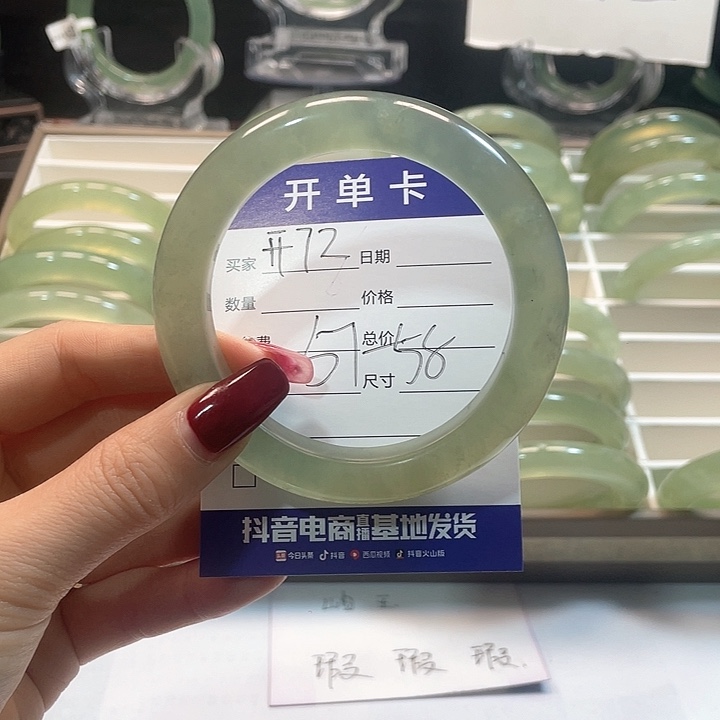 开单卡
买家 开73 日期
数量 价格
费 总价
57-58 尺寸
抖音电商直播基地发货
今日头条 抖音 西瓜视频 抖音火山版
瑕 瑕 瑕.